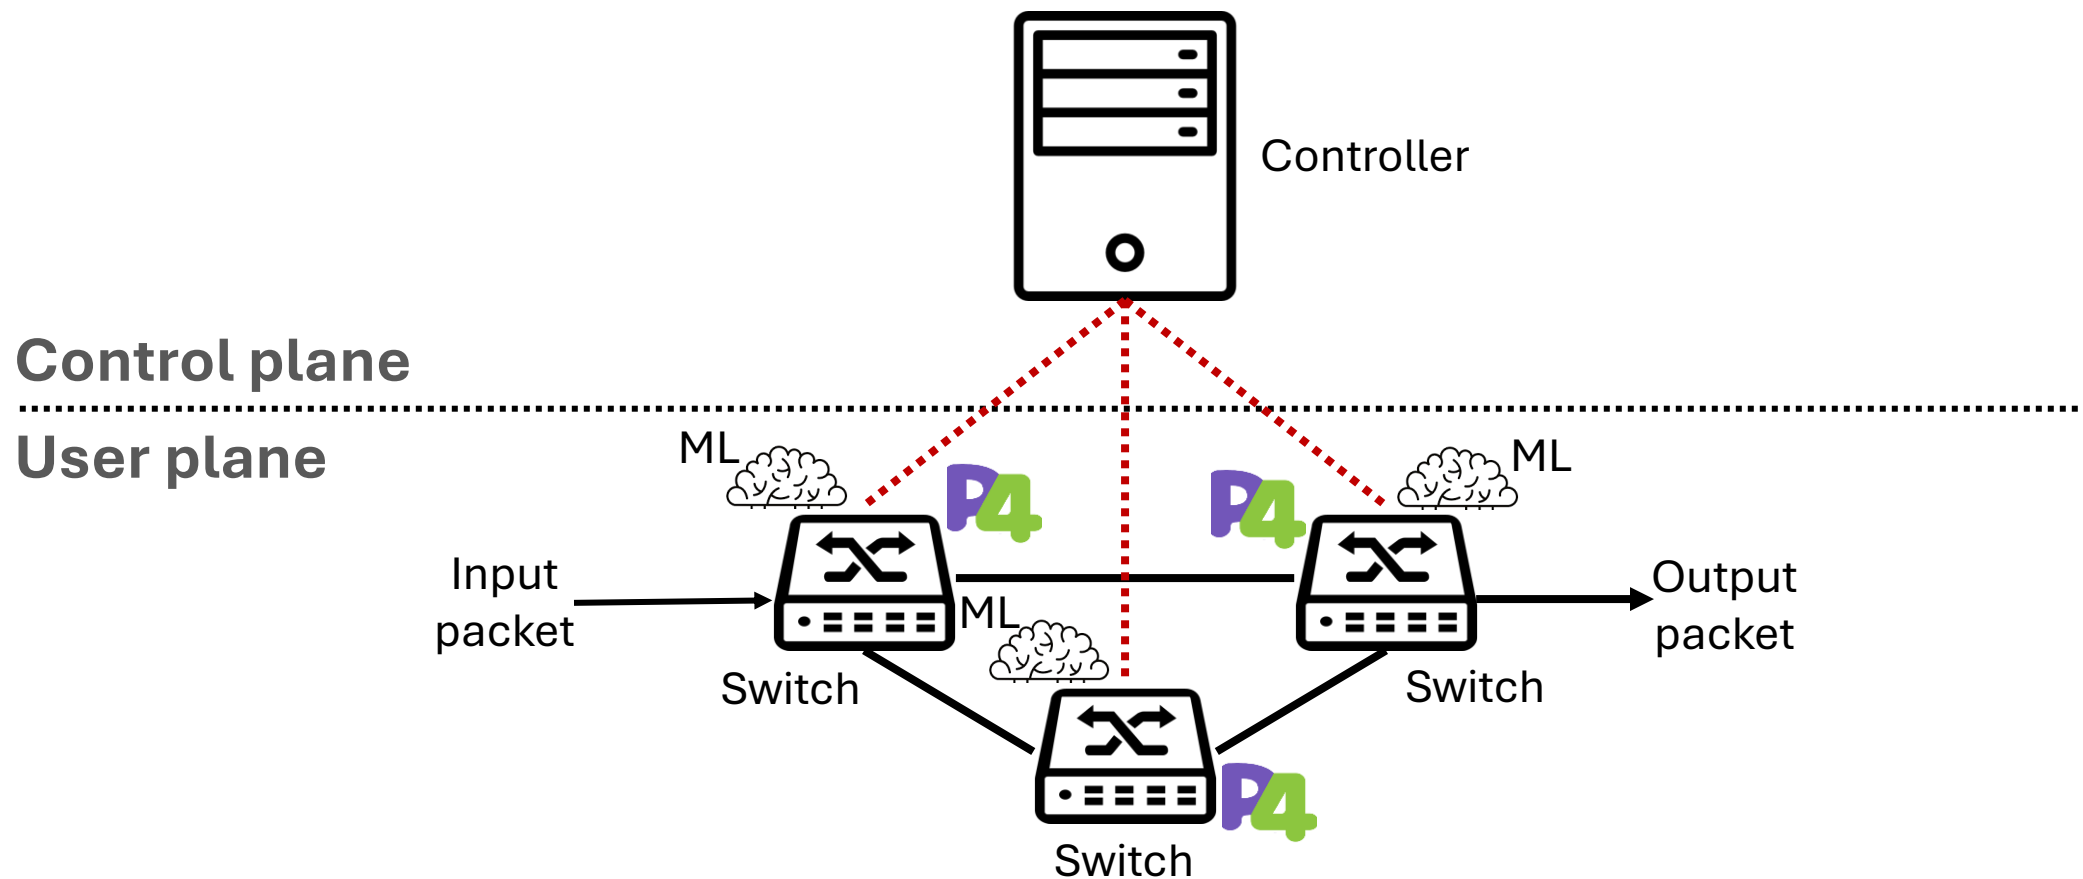 Controller
Control plane
User plane
ML
ML
P4
P4
Input
packet
Output
packet
ML
Switch
Switch
P4
Switch